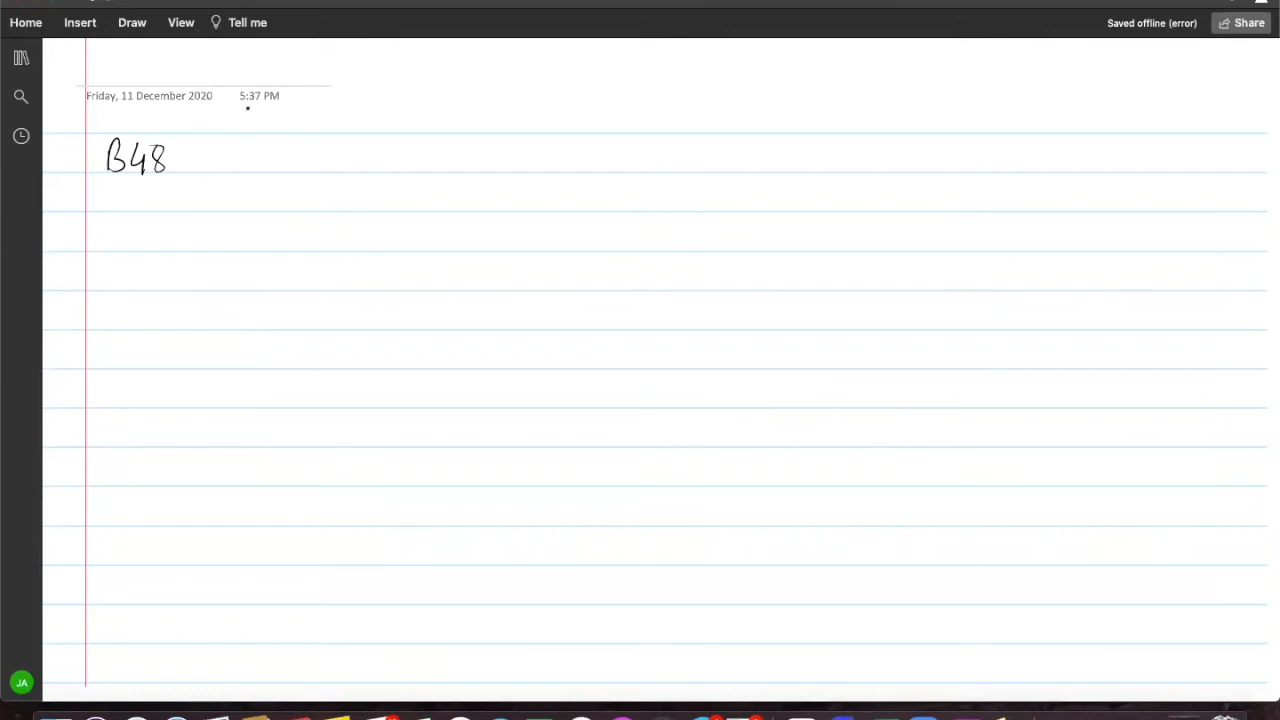 Home Insert Draw View Tell me Saved offline (error) Share
Friday, 11 December 2020 5:37 PM
B48
JA